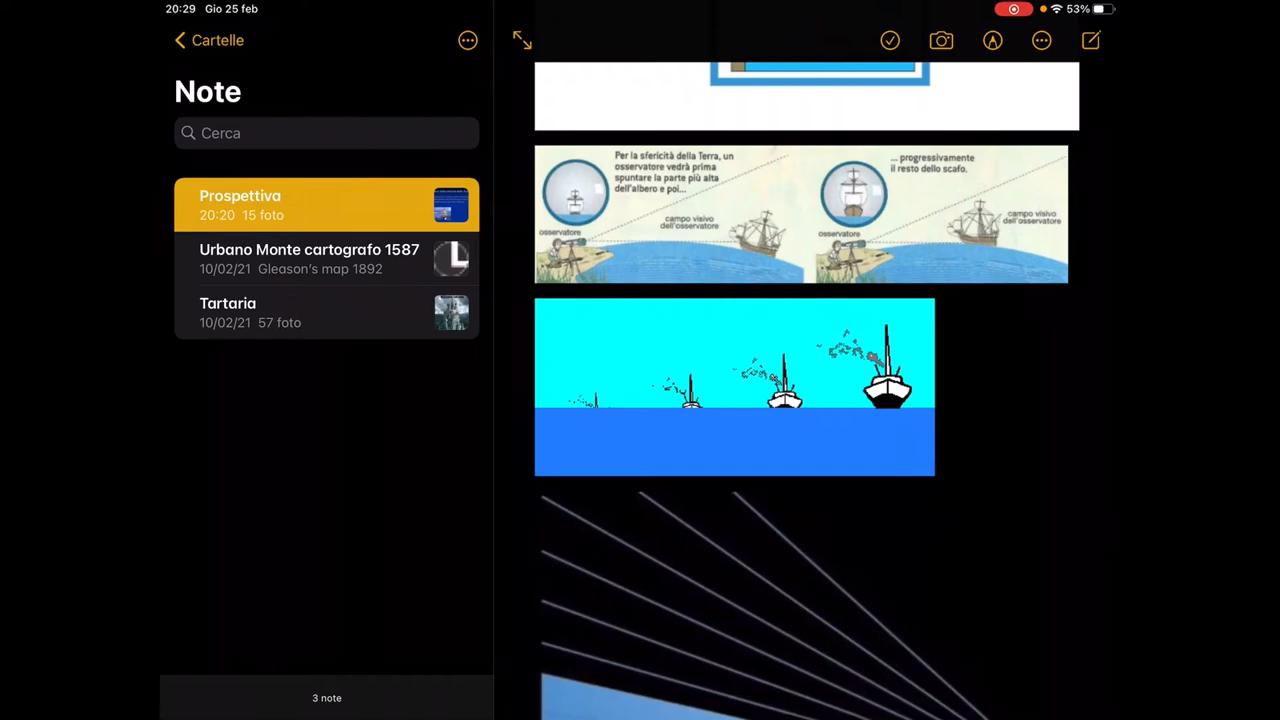 20:29 Gio 25 feb
53%
Cartelle
Note
Cerca
Prospettiva
20:20 15 foto
Urbano Monte cartografo 1587
10/02/21 Gleason's map 1892
Tartaria
10/02/21 57 foto
3 note
Per la sfericità della Terra, un
osservatore vedrà prima
spuntare la parte più alta
dell'albero e poi...
campo visivo
dell'osservatore
osservatore
... progressivamente
il resto dello scafo.
campo visivo
dell'osservatore
osservatore